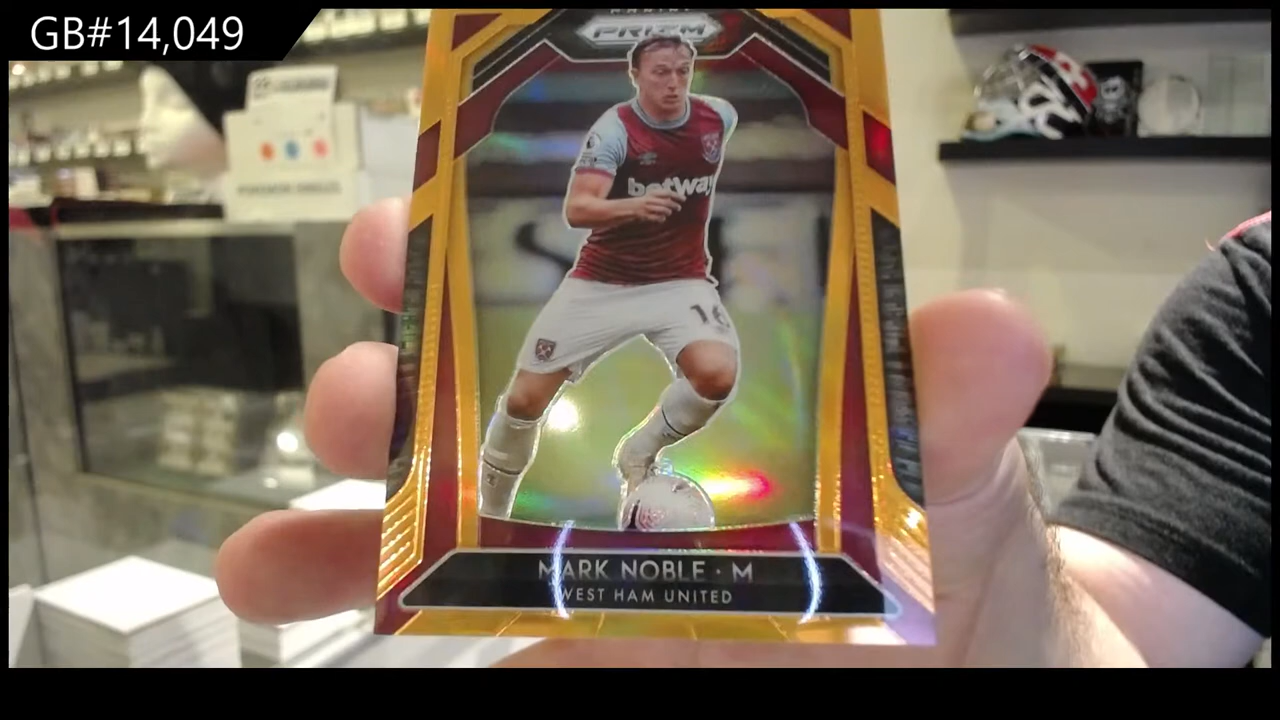 GB#14,049
PRIZM
betway
16
MARK NOBLE · M
WEST HAM UNITED